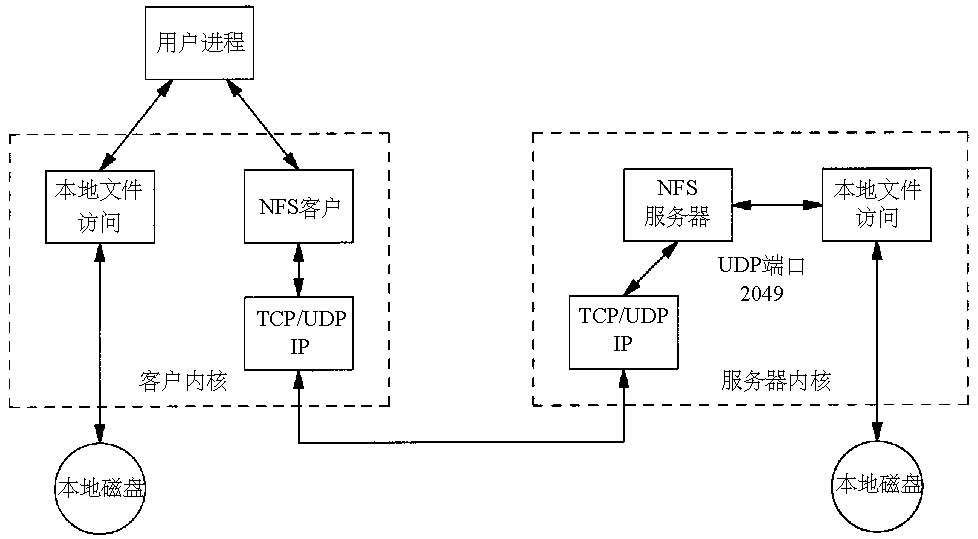 用户进程
本地文件
访问
NFS客户
NFS
服务器
本地文件
访问
UDP端口
2049
TCP/UDP
IP
TCP/UDP
IP
客户内核
服务器内核
本地磁盘
本地磁盘